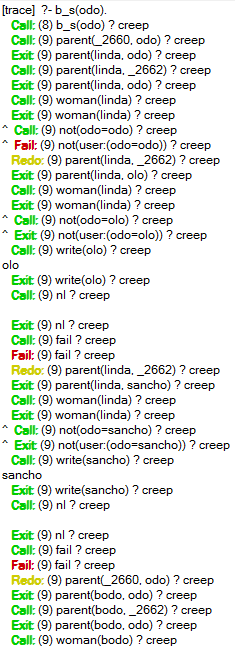 [trace]  ?- b_s(odo).
Call: (8) b_s(odo) ? creep
Call: (9) parent(_2660, odo) ? creep
Exit: (9) parent(linda, odo) ? creep
Call: (9) parent(linda, _2662) ? creep
Exit: (9) parent(linda, odo) ? creep
Call: (9) woman(linda) ? creep
Exit: (9) woman(linda) ? creep
^ Call: (9) not(odo=odo) ? creep
^ Fail: (9) not(user:(odo=odo)) ? creep
Redo: (9) parent(linda, _2662) ? creep
Exit: (9) parent(linda, olo) ? creep
Call: (9) woman(linda) ? creep
Exit: (9) woman(linda) ? creep
^ Call: (9) not(odo=olo) ? creep
^ Exit: (9) not(user:(odo=olo)) ? creep
Call: (9) write(olo) ? creep
olo
Exit: (9) write(olo) ? creep
Call: (9) nl ? creep
Exit: (9) nl ? creep
Call: (9) fail ? creep
Fail: (9) fail ? creep
Redo: (9) parent(linda, _2662) ? creep
Exit: (9) parent(linda, sancho) ? creep
Call: (9) woman(linda) ? creep
Exit: (9) woman(linda) ? creep
^ Call: (9) not(odo=sancho) ? creep
^ Exit: (9) not(user:(odo=sancho)) ? creep
Call: (9) write(sancho) ? creep
sancho
Exit: (9) write(sancho) ? creep
Call: (9) nl ? creep
Exit: (9) nl ? creep
Call: (9) fail ? creep
Fail: (9) fail ? creep
Redo: (9) parent(_2660, odo) ? creep
Exit: (9) parent(bodo, odo) ? creep
Call: (9) parent(bodo, _2662) ? creep
Exit: (9) parent(bodo, odo) ? creep
Call: (9) woman(bodo) ? creep